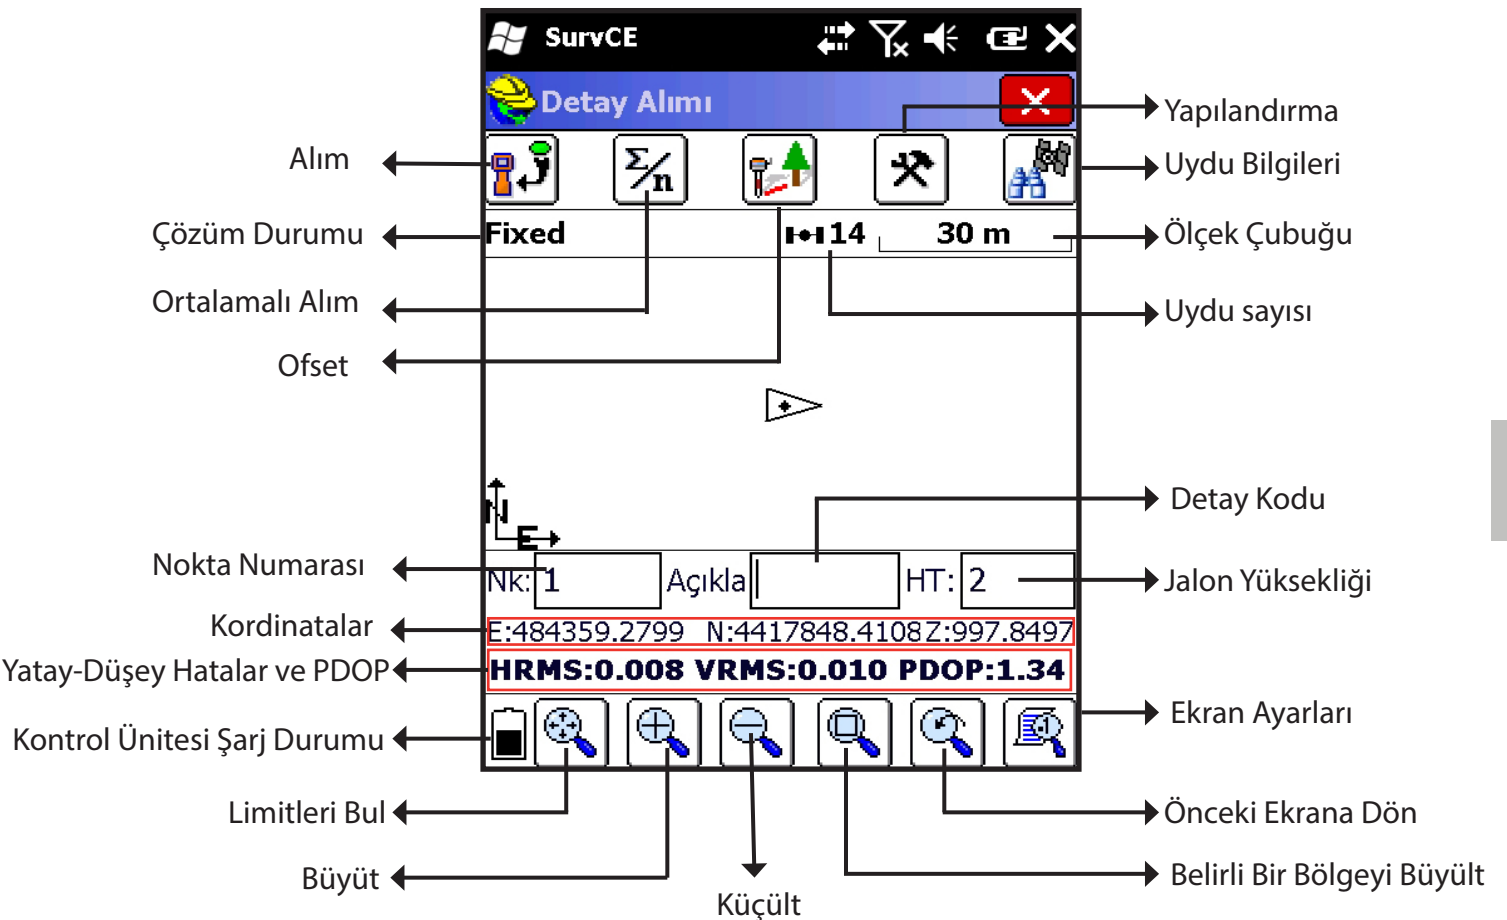 SurvCE
Detay Alımı
Yapılandırma
Alım
Σ/n
Uydu Bilgileri
Çözüm Durumu
Fixed
14
30 m
Ölçek Çubuğu
Ortalamalı Alım
Uydu sayısı
Ofset
N
E
Detay Kodu
Nokta Numarası
Nk: 1 Açıkla HT: 2
Jalon Yüksekliği
Kordinatalar
E:484359.2799 N:4417848.4108 Z:997.8497
Yatay-Düşey Hatalar ve PDOP
HRMS:0.008 VRMS:0.010 PDOP:1.34
Ekran Ayarları
Kontrol Ünitesi Şarj Durumu
Limitleri Bul
Önceki Ekrana Dön
Büyüt
Belirli Bir Bölgeyi Büyült
Küçült